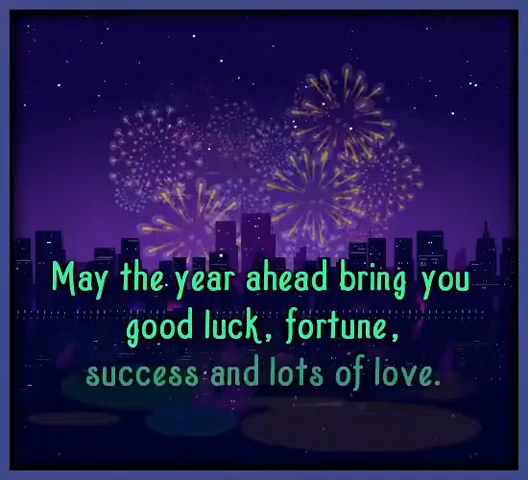 May the year ahead bring you
good luck, fortune,
success and lots of love.